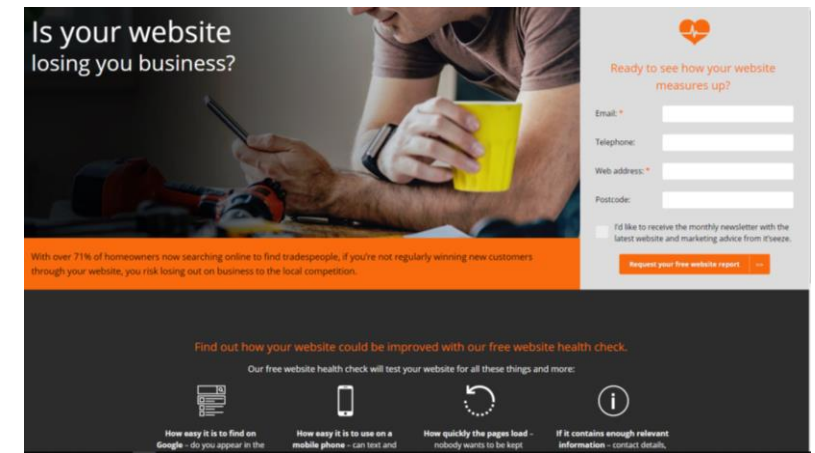 Is your website
losing you business?
With over 71% of homeowners now searching online to find tradespeople, if you're not regularly winning new customers
through your website, you risk losing out on business to the local competition.
Ready to see how your website
measures up?
Email: *
Telephone:
Web address: *
Postcode:
I'd like to receive the monthly newsletter with the
latest website and marketing advice from it'seeze.
Request your free website report >>
Find out how your website could be improved with our free website health check.
Our free website health check will test your website for all these things and more:
How easy it is to find on
Google – do you appear in the
How easy it is to use on a
mobile phone – can text and
How quickly the pages load –
nobody wants to be kept
If it contains enough relevant
information – contact details,